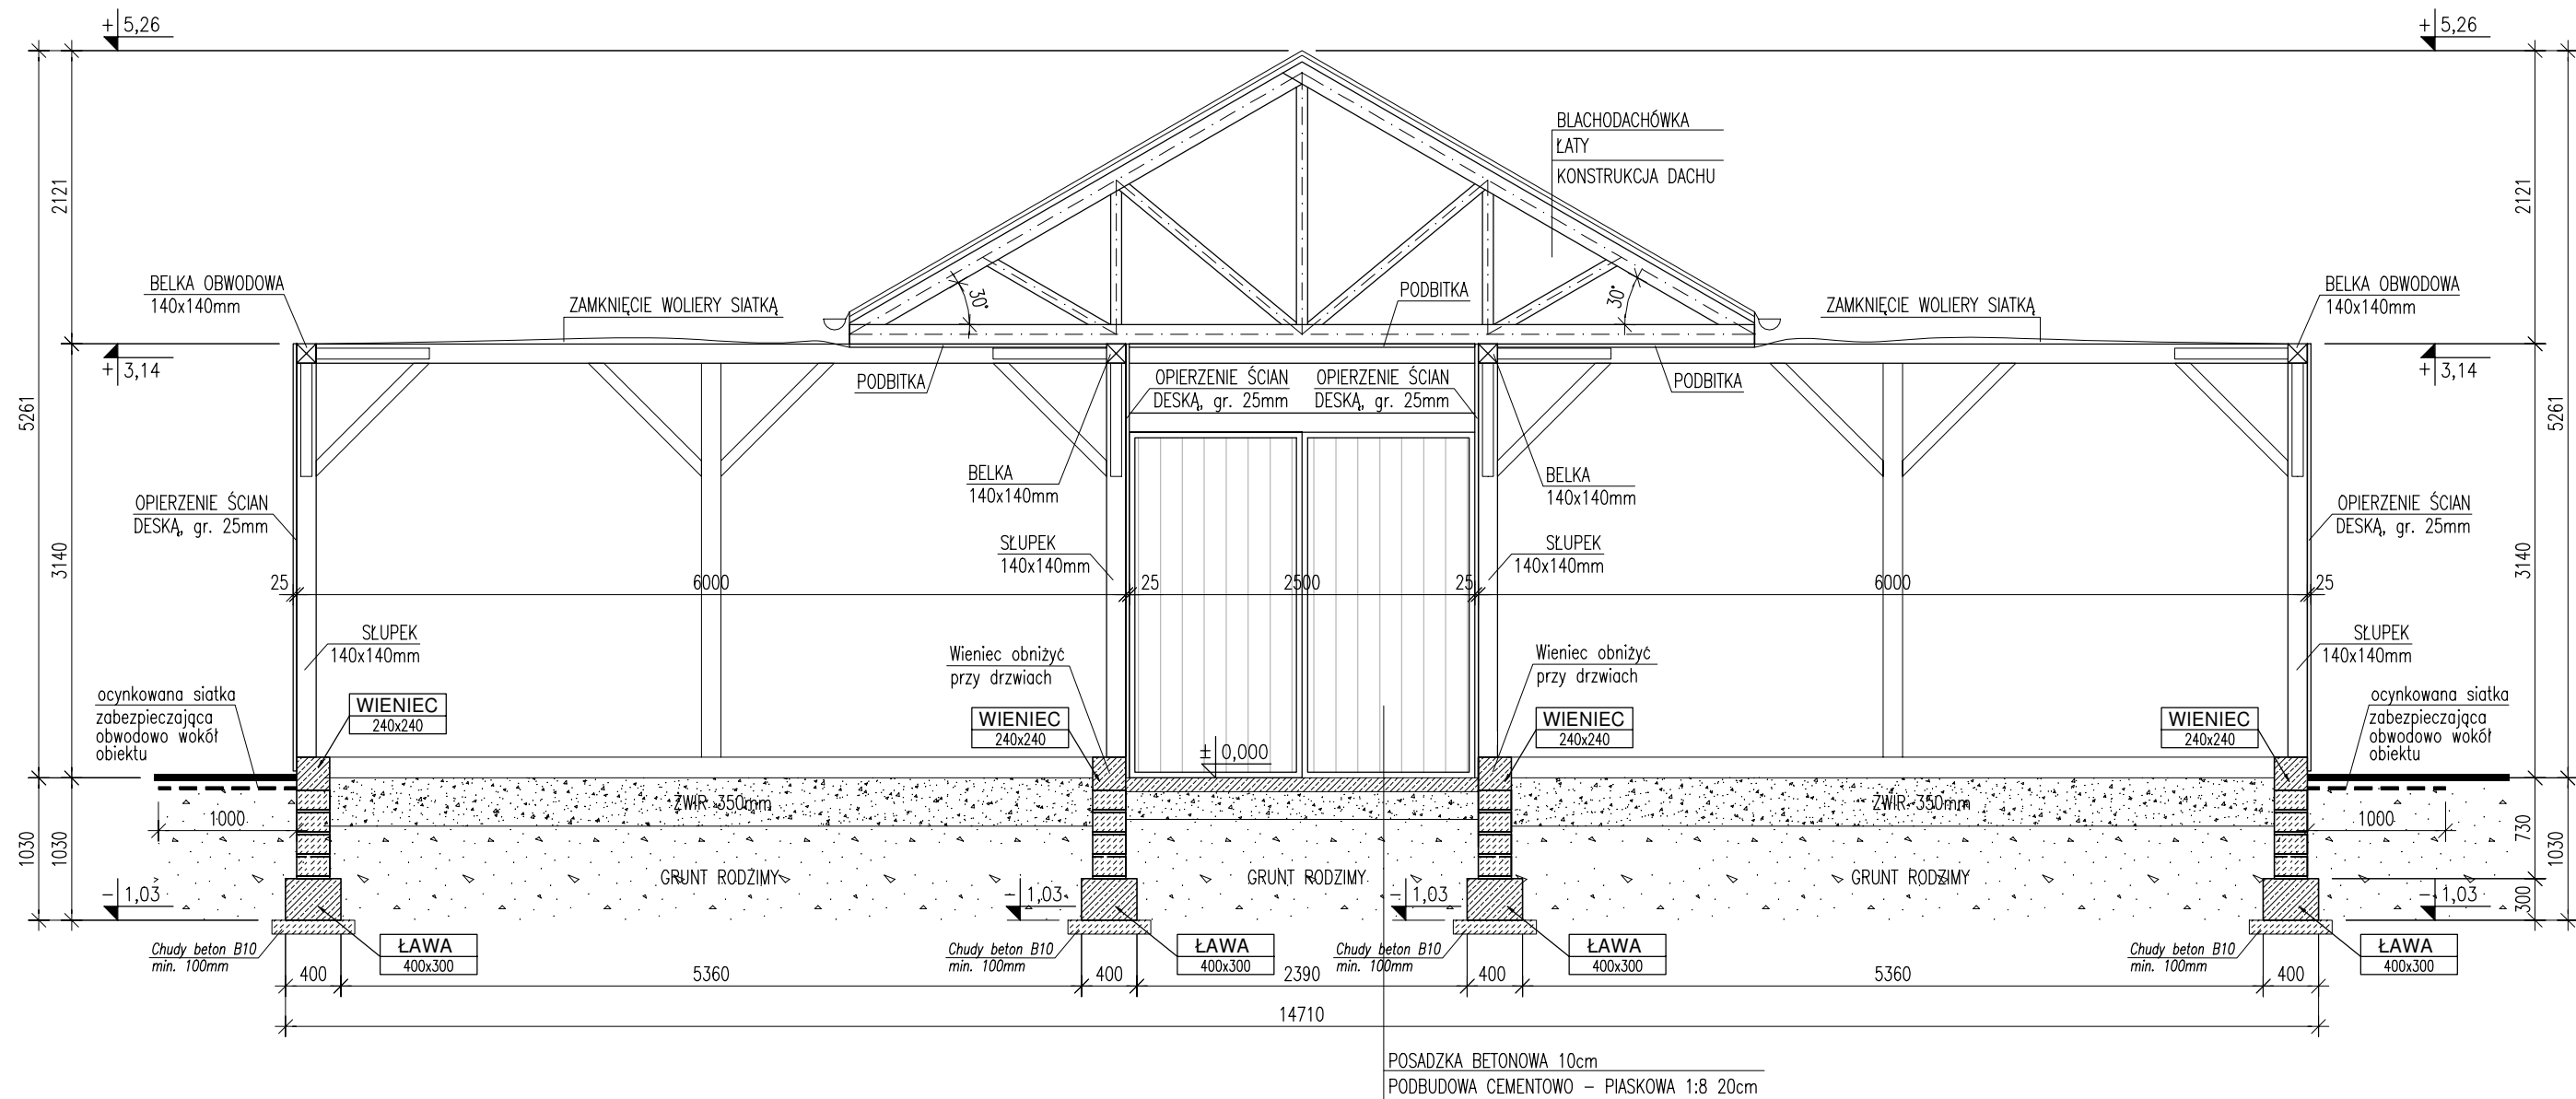 + 5,26
+ 5,26
BLACHODACHÓWKA
ŁATY
KONSTRUKCJA DACHU
2121
2121
BELKA OBWODOWA
140x140mm
ZAMKNIĘCIE WOLIERY SIATKĄ
30°
PODBITKA
30°
ZAMKNIĘCIE WOLIERY SIATKĄ
BELKA OBWODOWA
140x140mm
+ 3,14
+ 3,14
PODBITKA
OPIERZENIE ŚCIAN
DESKĄ, gr. 25mm
OPIERZENIE ŚCIAN
DESKĄ, gr. 25mm
PODBITKA
5261
5261
BELKA
140x140mm
BELKA
140x140mm
OPIERZENIE ŚCIAN
DESKĄ, gr. 25mm
OPIERZENIE ŚCIAN
DESKĄ, gr. 25mm
3140
3140
SŁUPEK
140x140mm
SŁUPEK
140x140mm
25
6000
25
2500
25
6000
25
SŁUPEK
140x140mm
SŁUPEK
140x140mm
Wieniec obniżyć
przy drzwiach
Wieniec obniżyć
przy drzwiach
ocynkowana siatka
zabezpieczająca
obwodowo wokół
obiektu
ocynkowana siatka
zabezpieczająca
obwodowo wokół
obiektu
WIENIEC
240x240
WIENIEC
240x240
WIENIEC
240x240
WIENIEC
240x240
± 0,000
ŻWIR 350mm
ŻWIR 350mm
1000
1000
1030
1030
730
1030
300
GRUNT RODZIMY
GRUNT RODZIMY
GRUNT RODZIMY
- 1,03
- 1,03
- 1,03
- 1,03
Chudy beton B10
min. 100mm
ŁAWA
400x300
Chudy beton B10
min. 100mm
ŁAWA
400x300
Chudy beton B10
min. 100mm
ŁAWA
400x300
Chudy beton B10
min. 100mm
ŁAWA
400x300
400
5360
400
2390
400
5360
400
14710
POSADZKA BETONOWA 10cm
PODBUDOWA CEMENTOWO - PIASKOWA 1:8 20cm